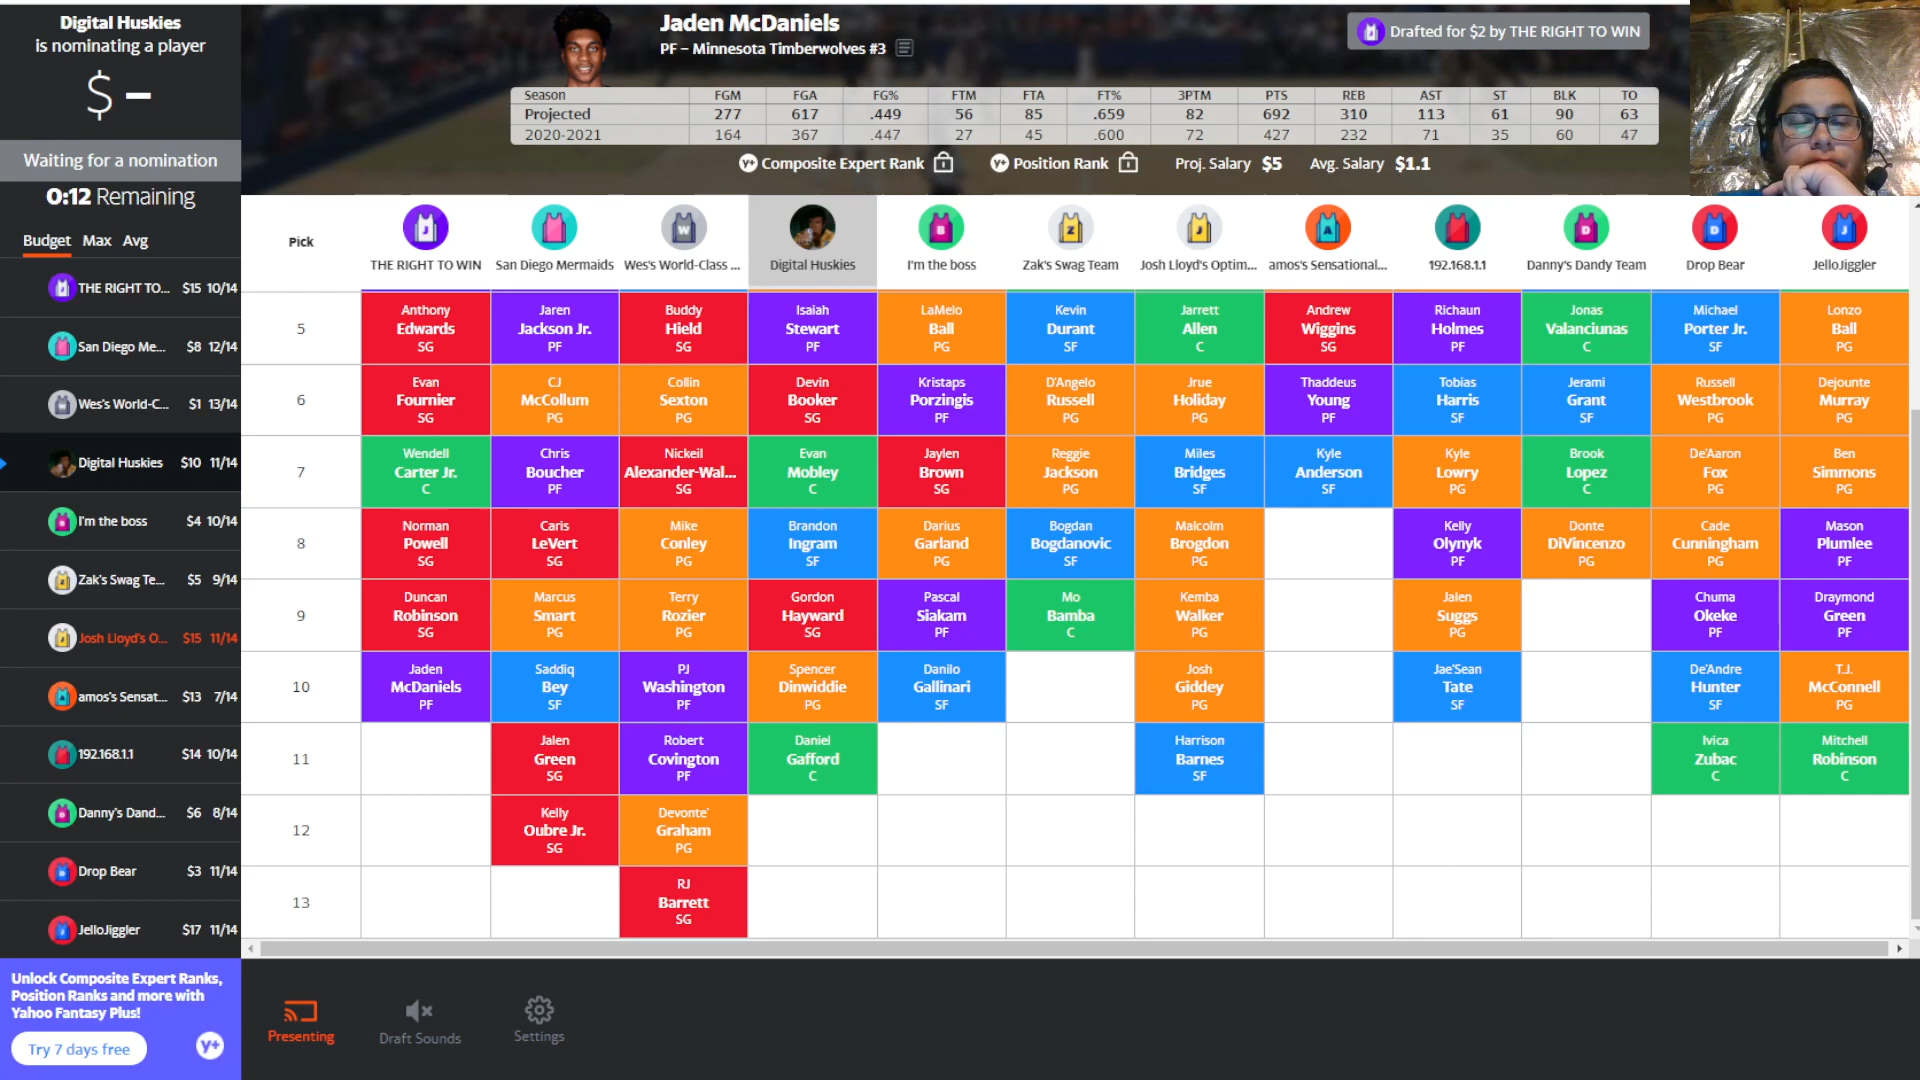 Digital Huskies
is nominating a player
$ –
Waiting for a nomination
0:12 Remaining
Budget Max Avg
THE RIGHT TO... $15 10/14
San Diego Me... $8 12/14
Wes's World-C... $1 13/14
Digital Huskies $10 11/14
I'm the boss $4 10/14
Zak's Swag Te... $5 9/14
Josh Lloyd's O... $15 11/14
amos's Sensat... $13 7/14
192.168.1.1 $14 10/14
Danny's Dand... $6 8/14
Drop Bear $3 11/14
JelloJiggler $17 11/14
Unlock Composite Expert Ranks,
Position Ranks and more with
Yahoo Fantasy Plus!
Try 7 days free y+
Jaden McDaniels
PF – Minnesota Timberwolves #3
Drafted for $2 by THE RIGHT TO WIN
Season FGM FGA FG% FTM FTA FT% 3PTM PTS REB AST ST BLK TO
Projected 277 617 .449 56 85 .659 82 692 310 113 61 90 63
2020-2021 164 367 .447 27 45 .600 72 427 232 71 35 60 47
y+ Composite Expert Rank y+ Position Rank Proj. Salary $5 Avg. Salary $1.1
Pick
J W B Z J A D D J
THE RIGHT TO WIN San Diego Mermaids Wes's World-Class ... Digital Huskies I'm the boss Zak's Swag Team Josh Lloyd's Optim... amos's Sensational... 192.168.1.1 Danny's Dandy Team Drop Bear JelloJiggler
Anthony Jaren Buddy Isaiah LaMelo Kevin Jarrett Andrew Richaun Jonas Michael Lonzo
5 Edwards Jackson Jr. Hield Stewart Ball Durant Allen Wiggins Holmes Valanciunas Porter Jr. Ball
SG PF SG PF PG SF C SG PF C SF PG
Evan CJ Collin Devin Kristaps D'Angelo Jrue Thaddeus Tobias Jerami Russell Dejounte
6 Fournier McCollum Sexton Booker Porzingis Russell Holiday Young Harris Grant Westbrook Murray
SG PG PG SG PF PG PG PF SF SF PG PG
Wendell Chris Nickeil Evan Jaylen Reggie Miles Kyle Kyle Brook De'Aaron Ben
7 Carter Jr. Boucher Alexander-Wal... Mobley Brown Jackson Bridges Anderson Lowry Lopez Fox Simmons
C PF SG C SG PG SF SF PG C PG PG
Norman Caris Mike Brandon Darius Bogdan Malcolm Kelly Donte Cade Mason
8 Powell LeVert Conley Ingram Garland Bogdanovic Brogdon Olynyk DiVincenzo Cunningham Plumlee
SG SG PG SF PG SF PG PF PG PG PF
Duncan Marcus Terry Gordon Pascal Mo Kemba Jalen Chuma Draymond
9 Robinson Smart Rozier Hayward Siakam Bamba Walker Suggs Okeke Green
SG PG PG SG PF C PG PG PF PF
Jaden Saddiq PJ Spencer Danilo Josh Jae'Sean De'Andre T.J.
10 McDaniels Bey Washington Dinwiddie Gallinari Giddey Tate Hunter McConnell
PF SF PF PG SF PG SF SF PG
Jalen Robert Daniel Harrison Ivica Mitchell
11 Green Covington Gafford Barnes Zubac Robinson
SG PF C SF C C
Kelly Devonte'
12 Oubre Jr. Graham
SG PG
RJ
13 Barrett
SG
Presenting Draft Sounds Settings